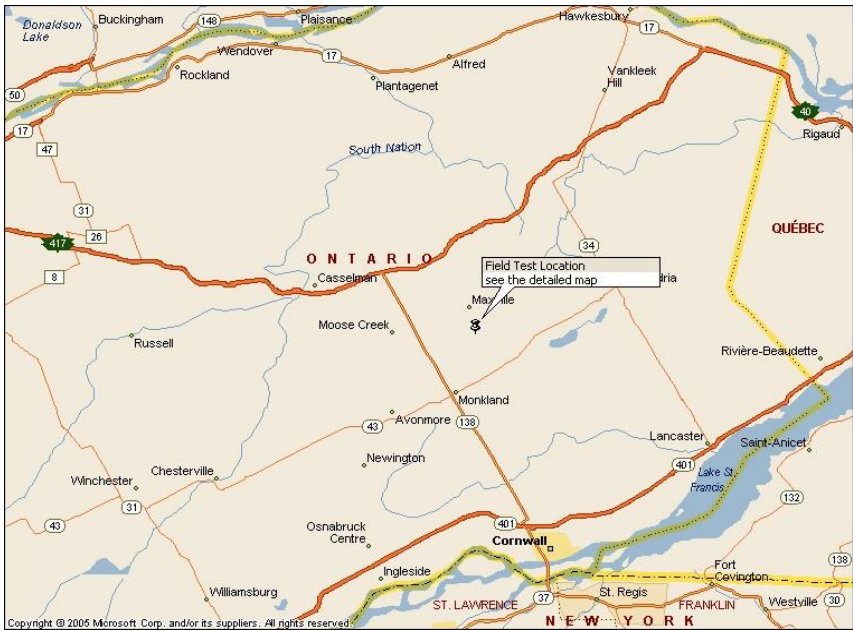 Donaldson
Lake
Buckingham
148
Plaisance
Hawkesbury
17
Wendover
17
Alfred
Rockland
Plantagenet
Vankleek
Hill
50
40
17
Rigaud
47
South Nation
31
26
417
8
ONTARIO
34
QUÉBEC
Casselman
Field Test Location
see the detailed map
dria
Moose Creek
Russell
Rivière-Beaudette
Monkland
43
Avonmore
138
Lancaster
Saint-Anicet
Newington
401
Lake St.
Francis
Chesterville
Winchester
132
31
43
401
Osnabruck
Centre
Cornwall
138
Ingleside
Fort
Covington
Williamsburg
37
St. Regis
ST. LAWRENCE
FRANKLIN
Westville
30
NEW YORK
Copyright © 2005 Microsoft Corp. and/or its suppliers. All rights reserved.